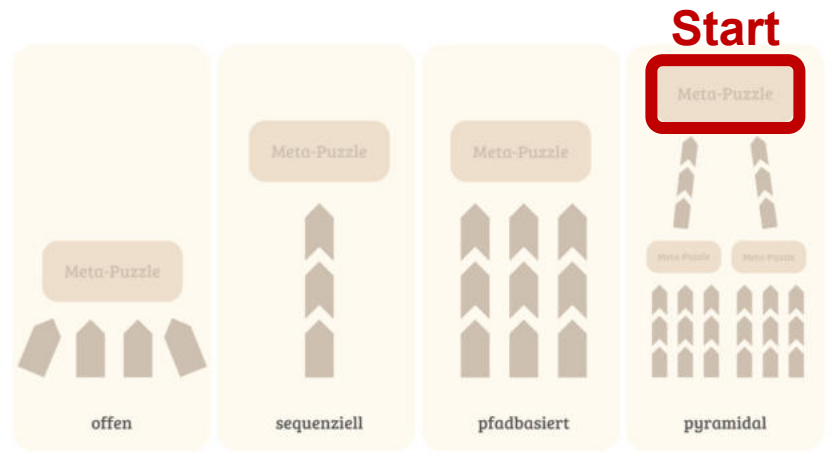 Start
Meta-Puzzle
Meta-Puzzle
Meta-Puzzle
Meta-Puzzle
Meta-Puzzle
Meta-Puzzle
offen
sequenziell
pfadbasiert
pyramidal